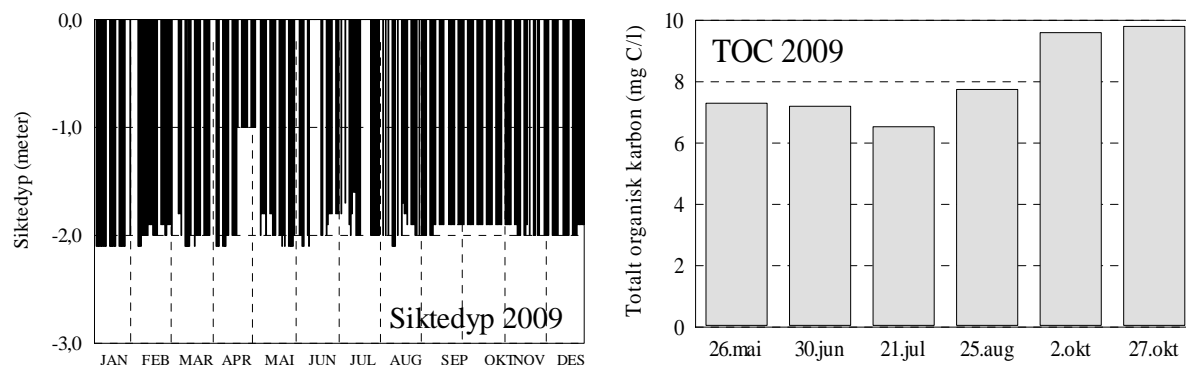 0,0
-1,0
-2,0
-3,0
Siktedyp (meter)
Siktedyp 2009
JAN FEB MAR APR MAI JUN JUL AUG SEP OKTNOV DES
10
8
6
4
2
0
Totalt organisk karbon (mg C/l)
TOC 2009
26.mai 30.jun 21.jul 25.aug 2.okt 27.okt